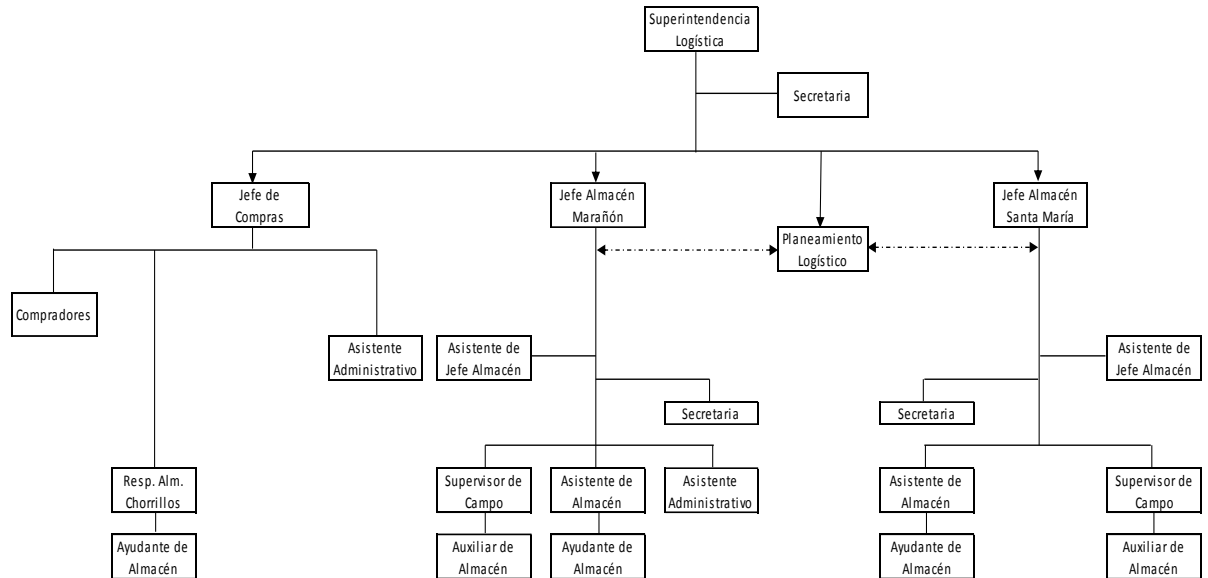 Superintendencia
Logística
Secretaria
Jefe de
Compras
Jefe Almacén
Marañón
Jefe Almacén
Santa María
Planeamiento
Logístico
Compradores
Asistente
Administrativo
Asistente de
Jefe Almacén
Asistente de
Jefe Almacén
Secretaria
Secretaria
Resp. Alm.
Chorrillos
Supervisor de
Campo
Asistente de
Almacén
Asistente
Administrativo
Asistente de
Almacén
Supervisor de
Campo
Ayudante de
Almacén
Auxiliar de
Almacén
Ayudante de
Almacén
Ayudante de
Almacén
Auxiliar de
Almacén